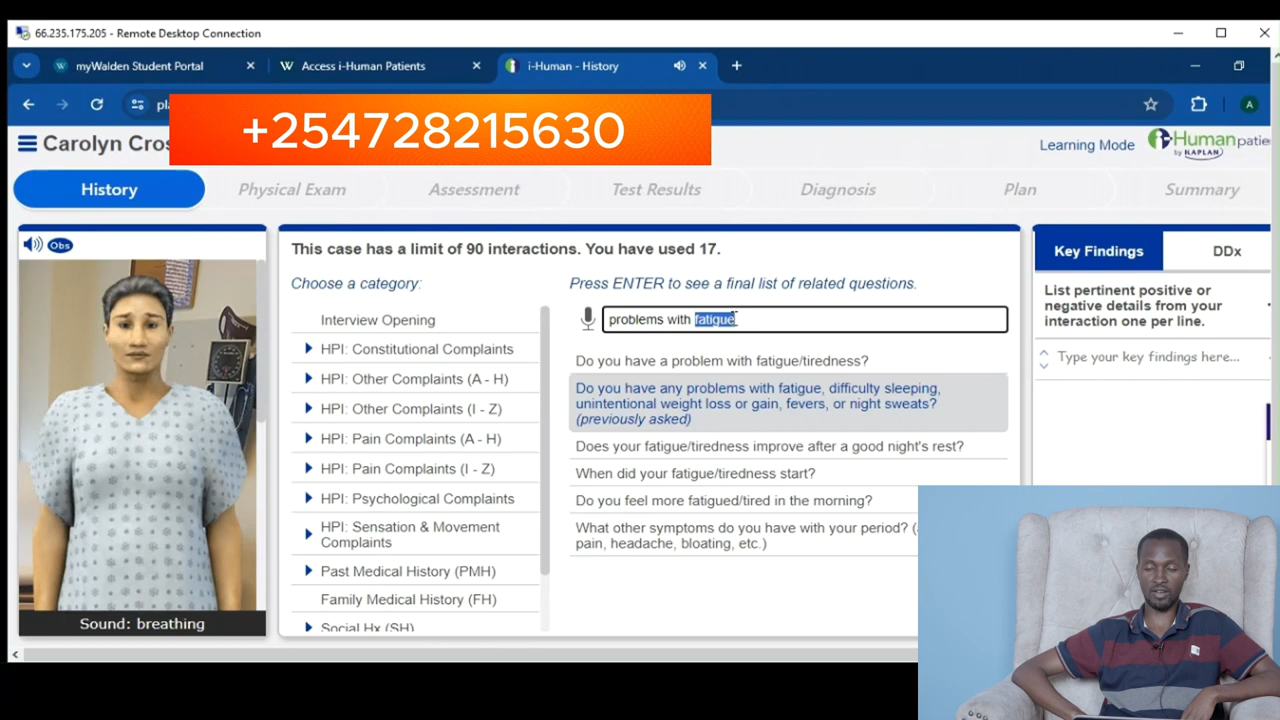 66.235.175.205 - Remote Desktop Connection
myWalden Student Portal
Access i-Human Patients
i-Human - History
+254728215630
Carolyn Cros
Learning Mode
i-Human patie
by KAPLAN
History
Physical Exam
Assessment
Test Results
Diagnosis
Plan
Summary
Obs
This case has a limit of 90 interactions. You have used 17.
Choose a category:
Press ENTER to see a final list of related questions.
Key Findings
DDx
Interview Opening
HPI: Constitutional Complaints
HPI: Other Complaints (A - H)
HPI: Other Complaints (I - Z)
HPI: Pain Complaints (A - H)
HPI: Pain Complaints (I - Z)
HPI: Psychological Complaints
HPI: Sensation & Movement
Complaints
Past Medical History (PMH)
Family Medical History (FH)
Social Hx (SH)
problems with fatigue
Do you have a problem with fatigue/tiredness?
Do you have any problems with fatigue, difficulty sleeping,
unintentional weight loss or gain, fevers, or night sweats?
(previously asked)
Does your fatigue/tiredness improve after a good night's rest?
When did your fatigue/tiredness start?
Do you feel more fatigued/tired in the morning?
What other symptoms do you have with your period? (
pain, headache, bloating, etc.)
List pertinent positive or
negative details from your
interaction one per line.
Type your key findings here...
Sound: breathing